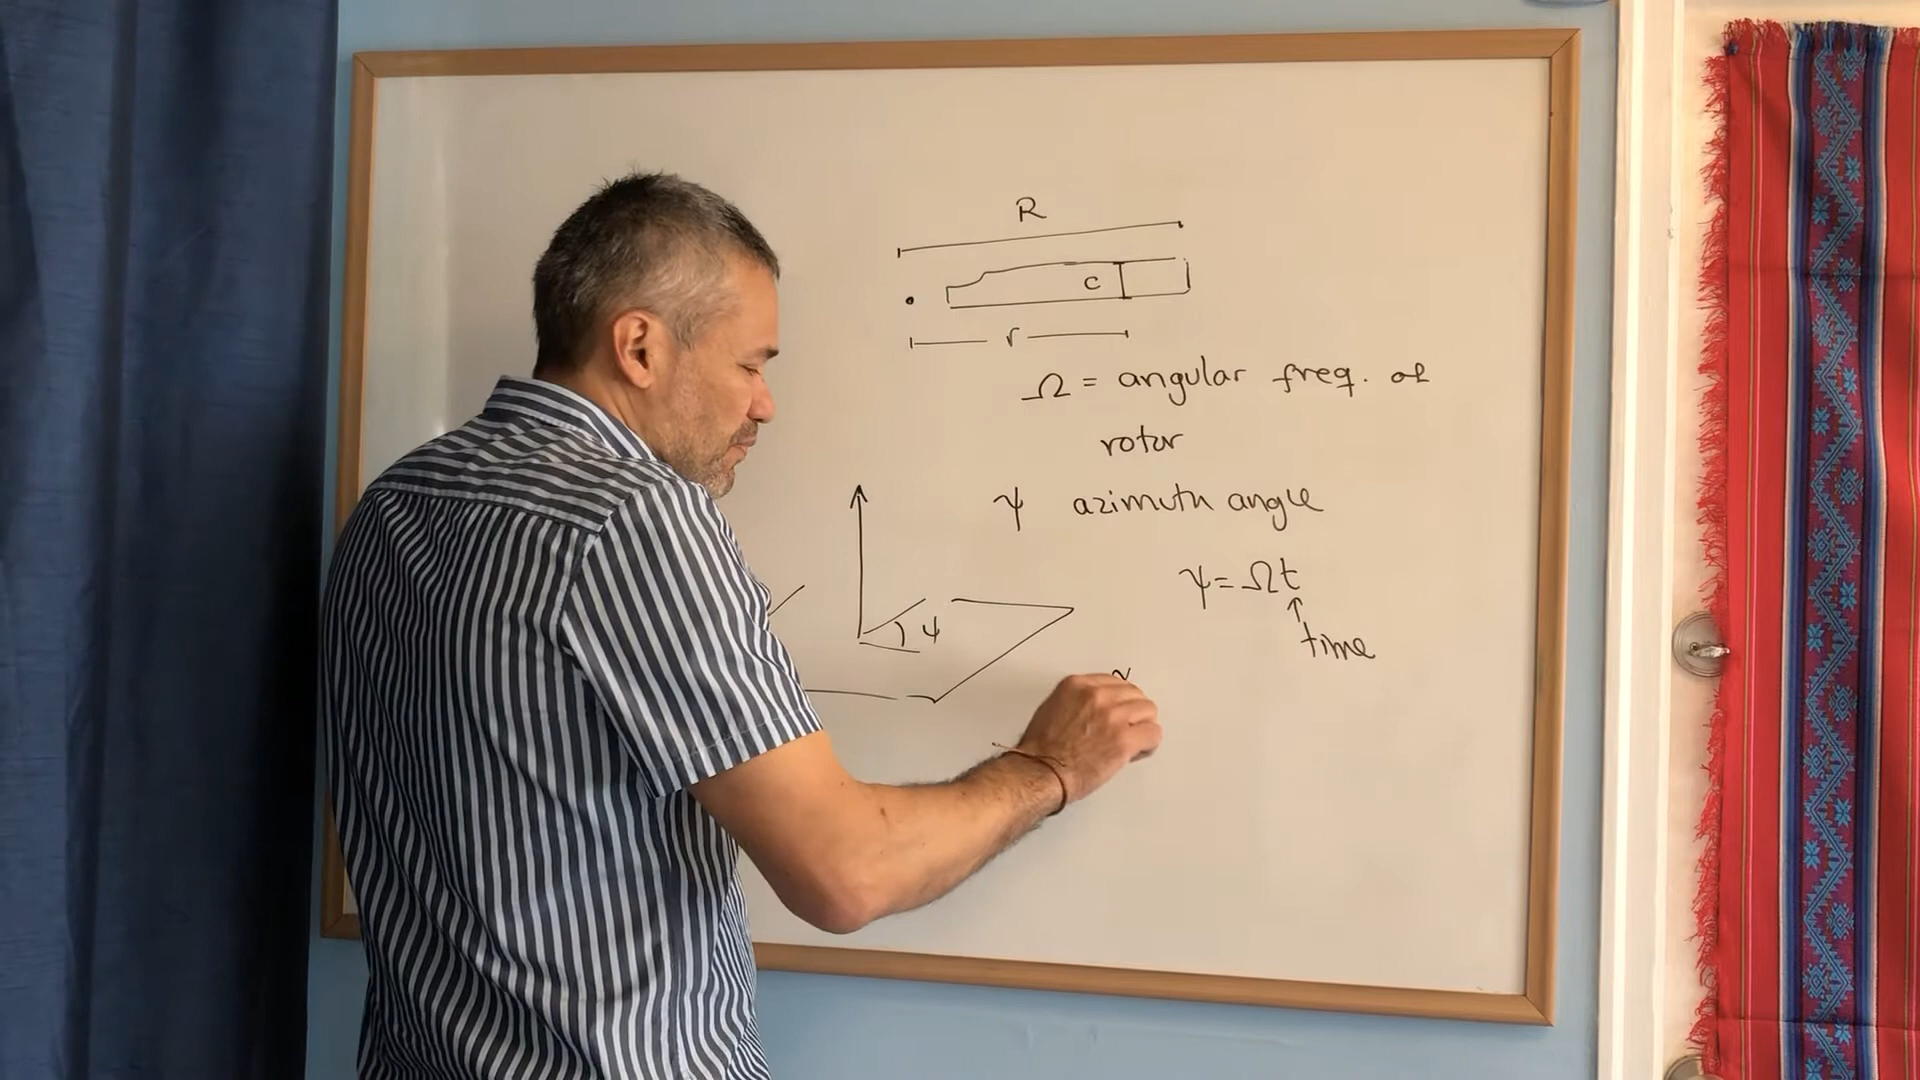 R
c
r
Ω = angular freq. of
rotor
ψ azimuth angle
ψ = Ωt
ψ
time